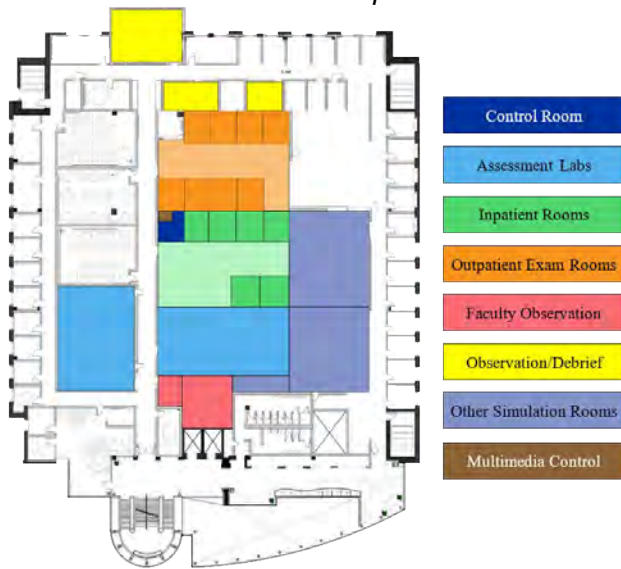 Control Room
Assessment Labs
Inpatient Rooms
Outpatient Exam Rooms
Faculty Observation
Observation/Debrief
Other Simulation Rooms
Multimedia Control